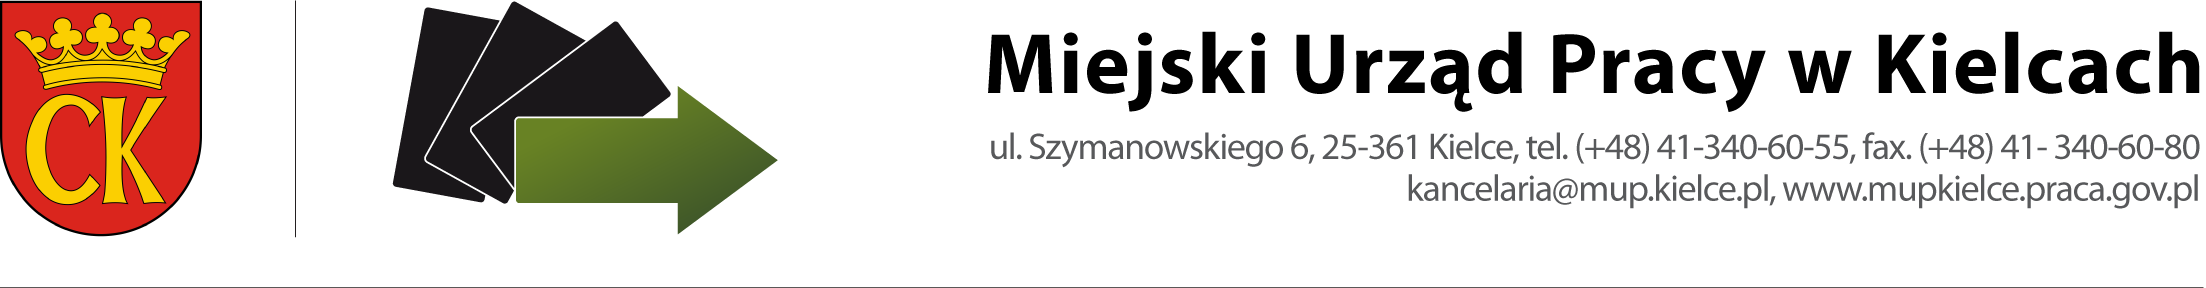 CK
Miejski Urząd Pracy w Kielcach
ul. Szymanowskiego 6, 25-361 Kielce, tel. (+48) 41-340-60-55, fax. (+48) 41- 340-60-80
kancelaria@mup.kielce.pl, www.mupkielce.praca.gov.pl